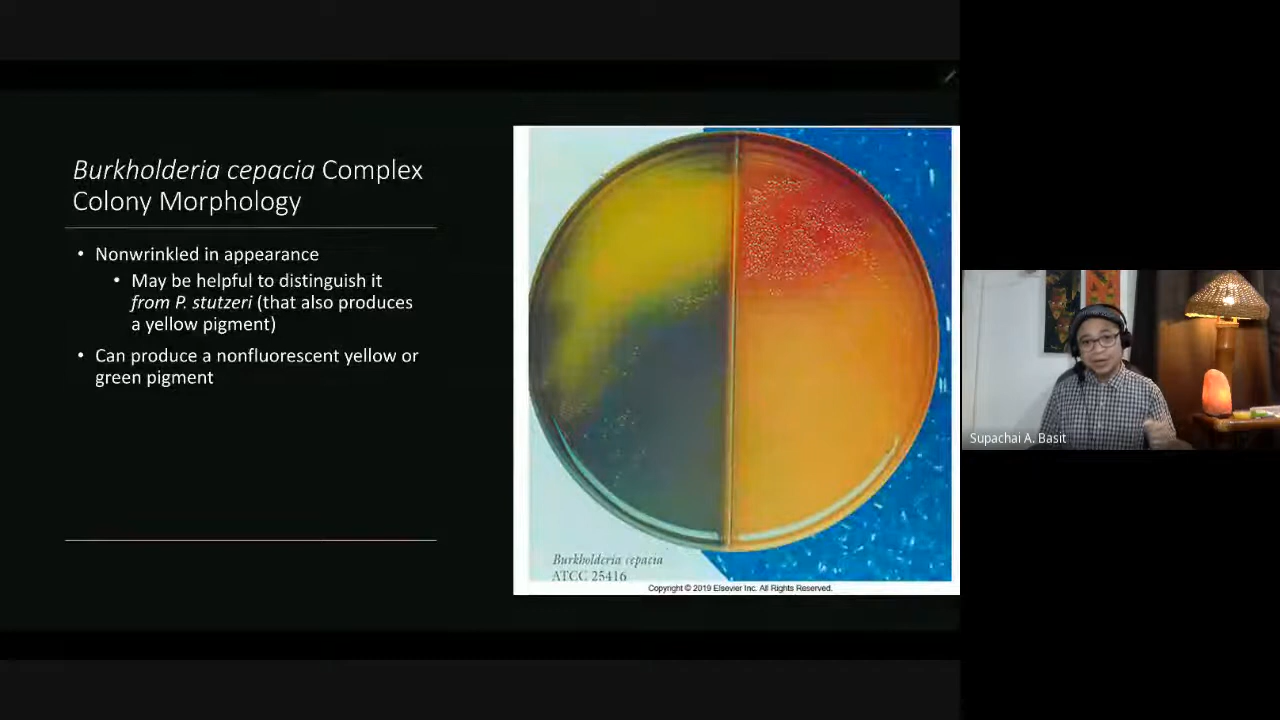 Burkholderia cepacia Complex
Colony Morphology
• Nonwrinkled in appearance
• May be helpful to distinguish it
from P. stutzeri (that also produces
a yellow pigment)
• Can produce a nonfluorescent yellow or
green pigment
Burkholderia cepacia
ATCC 25416
Copyright © 2019 Elsevier Inc. All Rights Reserved.
Supachai A. Basit